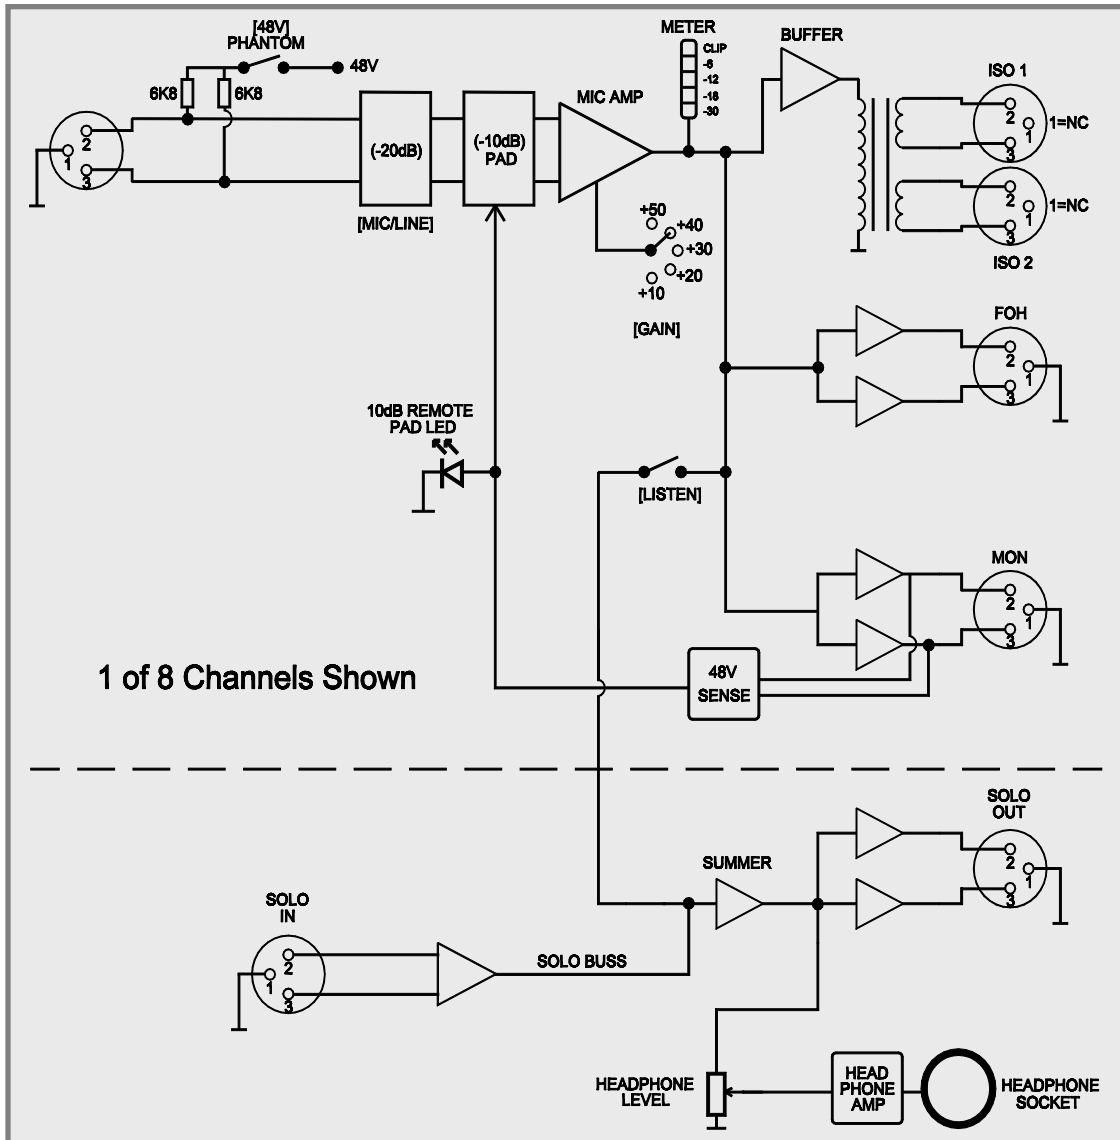 [48V]
PHANTOM
48V
6K8
6K8
2
1
3
(-20dB)
[MIC/LINE]
(-10dB)
PAD
MIC AMP
METER
CLIP
-6
-12
-18
-30
BUFFER
ISO 1
2
1
3
1=NC
2
1
3
1=NC
ISO 2
+50
+40
+30
+20
+10
[GAIN]
FOH
2
1
3
10dB REMOTE
PAD LED
[LISTEN]
MON
2
1
3
48V
SENSE
1 of 8 Channels Shown
SOLO
OUT
2
1
3
SUMMER
SOLO
IN
2
1
3
SOLO BUSS
HEADPHONE
LEVEL
HEAD
PHONE
AMP
HEADPHONE
SOCKET